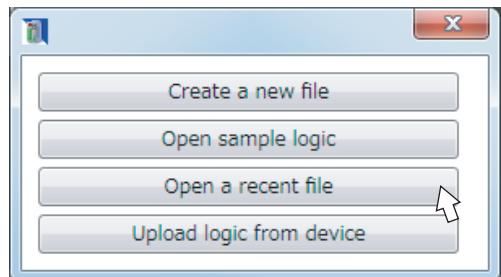 Create a new file
Open sample logic
Open a recent file
Upload logic from device